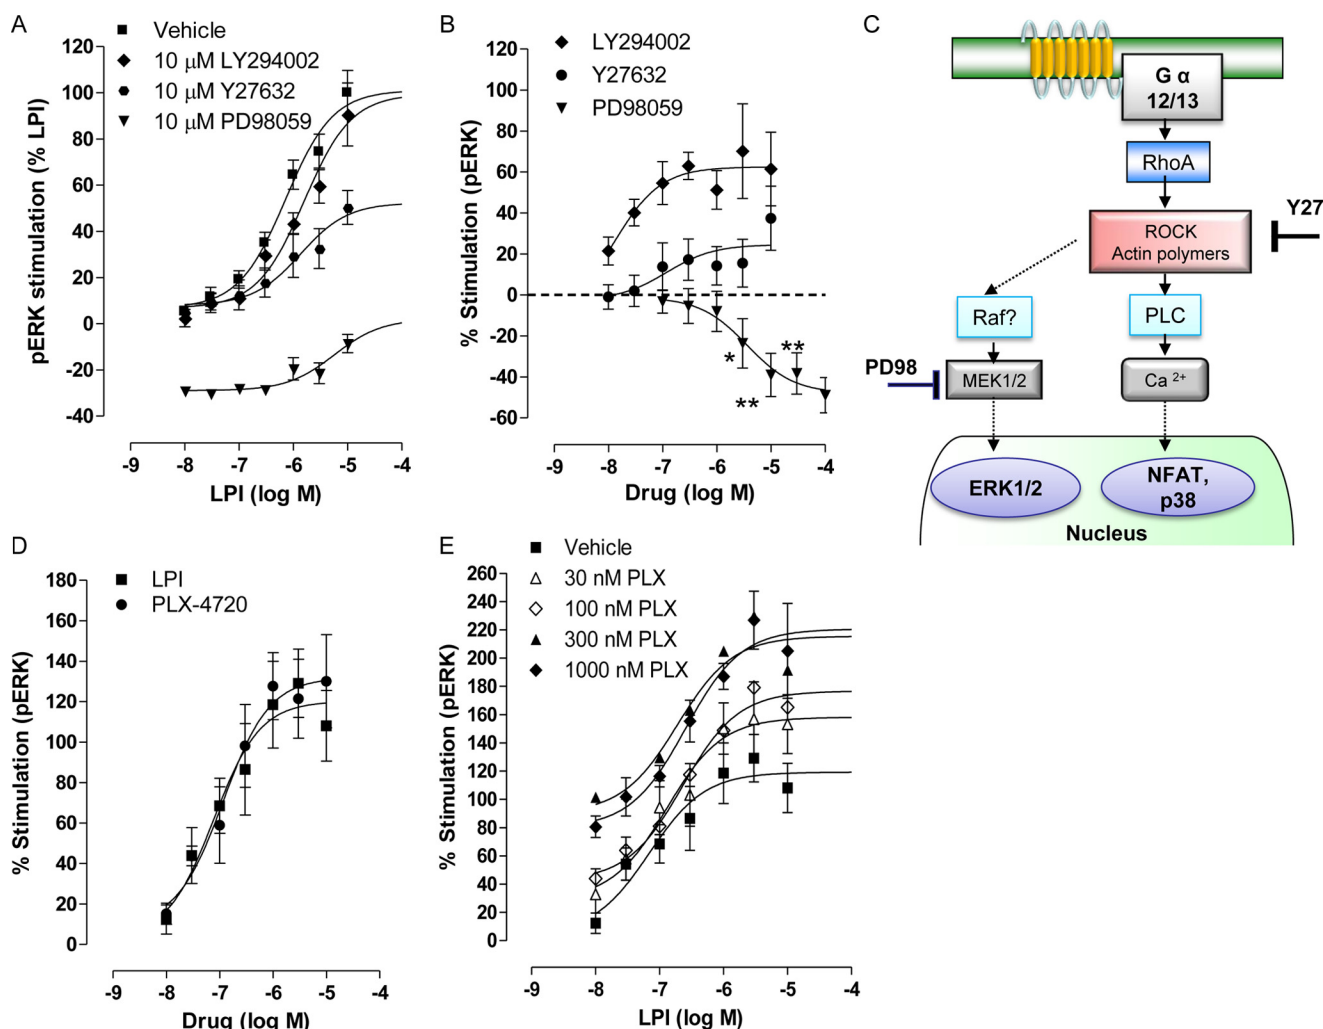 A
Vehicle
10 μM LY294002
10 μM Y27632
10 μM PD98059
pERK stimulation (% LPI)
120
100
80
60
40
20
0
-20
-40
-9 -8 -7 -6 -5 -4
LPI (log M)
B
LY294002
Y27632
PD98059
% Stimulation (pERK)
120
100
80
60
40
20
0
-20
-40
-60
* **
**
-9 -8 -7 -6 -5 -4
Drug (log M)
C
G α
12/13
RhoA
ROCK
Actin polymers
Y27
Raf?
PLC
PD98
MEK1/2
Ca 2+
ERK1/2
NFAT,
p38
Nucleus
D
LPI
PLX-4720
% Stimulation (pERK)
180
160
140
120
100
80
60
40
20
0
-9 -8 -7 -6 -5 -4
Drug (log M)
E
Vehicle
30 nM PLX
100 nM PLX
300 nM PLX
1000 nM PLX
% Stimulation (pERK)
260
240
220
200
180
160
140
120
100
80
60
40
20
0
-9 -8 -7 -6 -5 -4
LPI (log M)